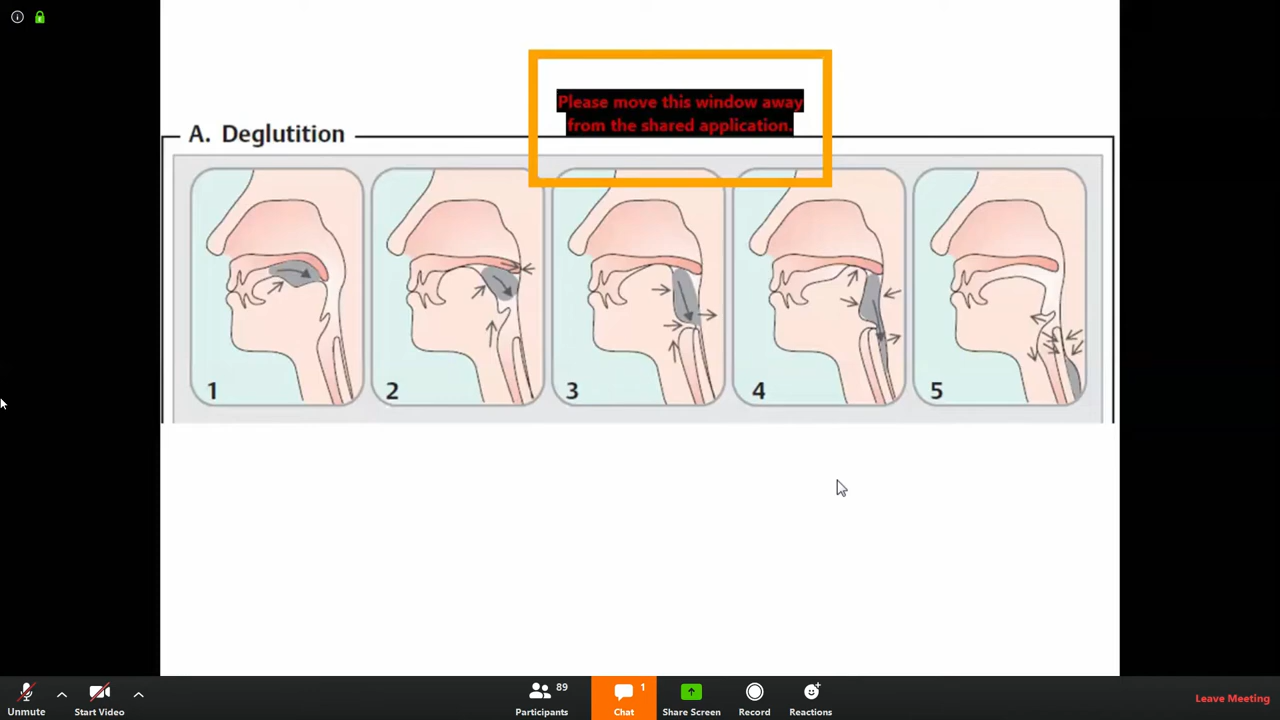 Please move this window away
from the shared application.
A. Deglutition
1
2
3
4
5
Unmute
Start Video
89
Participants
1
Chat
Share Screen
Record
Reactions
Leave Meeting